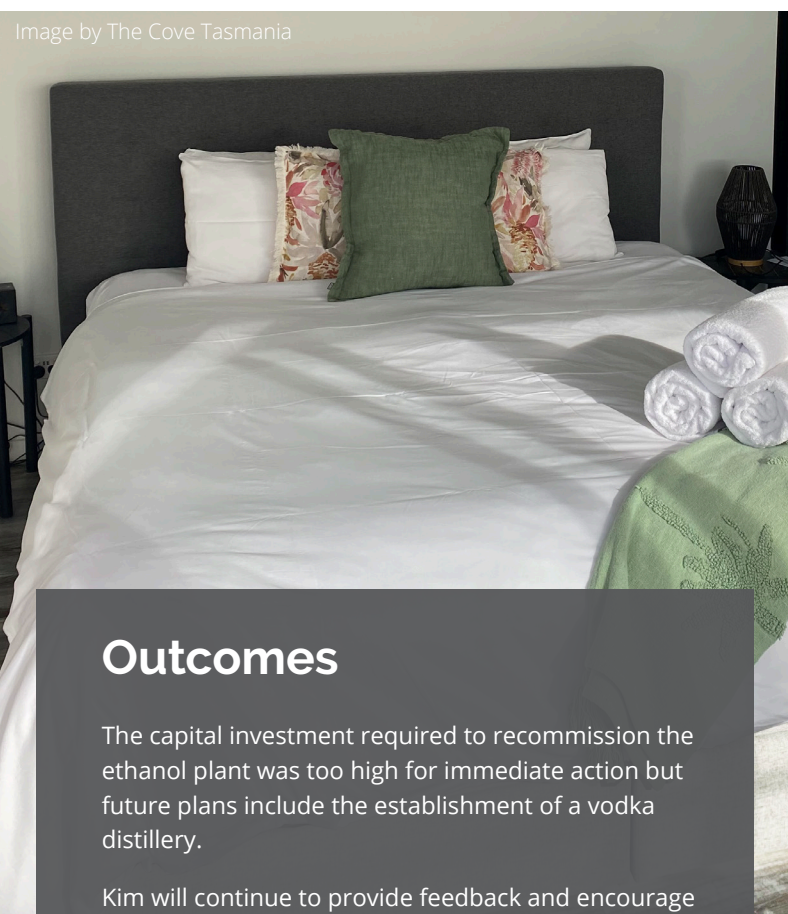 Image by The Cove Tasmania
Outcomes
The capital investment required to recommission the
ethanol plant was too high for immediate action but
future plans include the establishment of a vodka
distillery.
Kim will continue to provide feedback and encourage